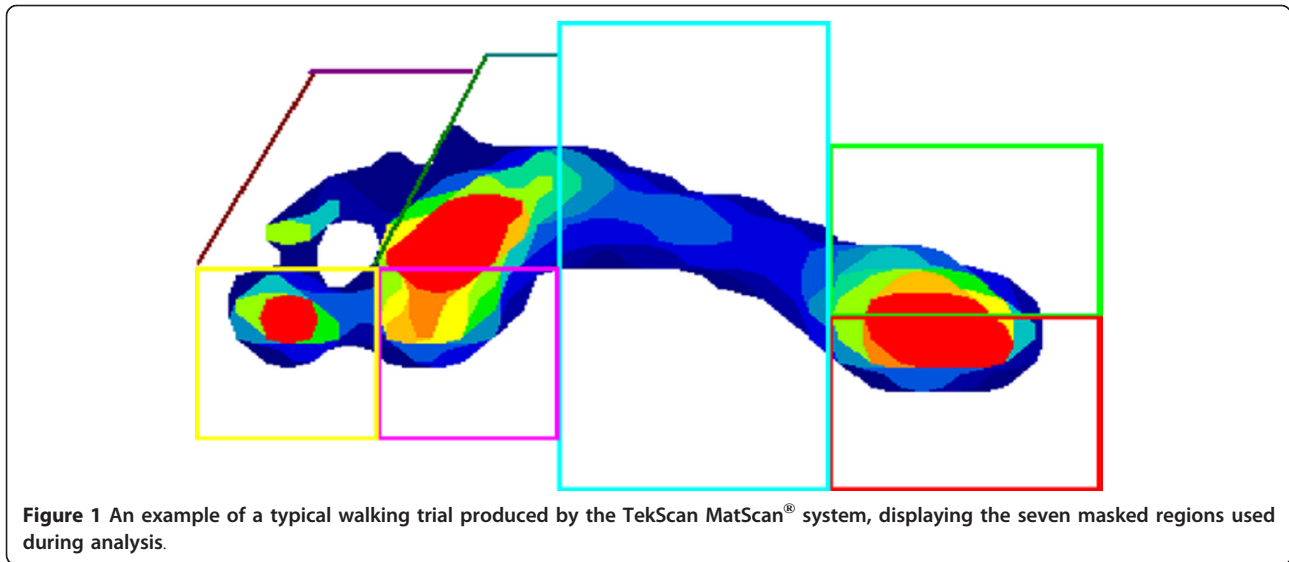 Figure 1 An example of a typical walking trial produced by the TekScan MatScan® system, displaying the seven masked regions used
during analysis.